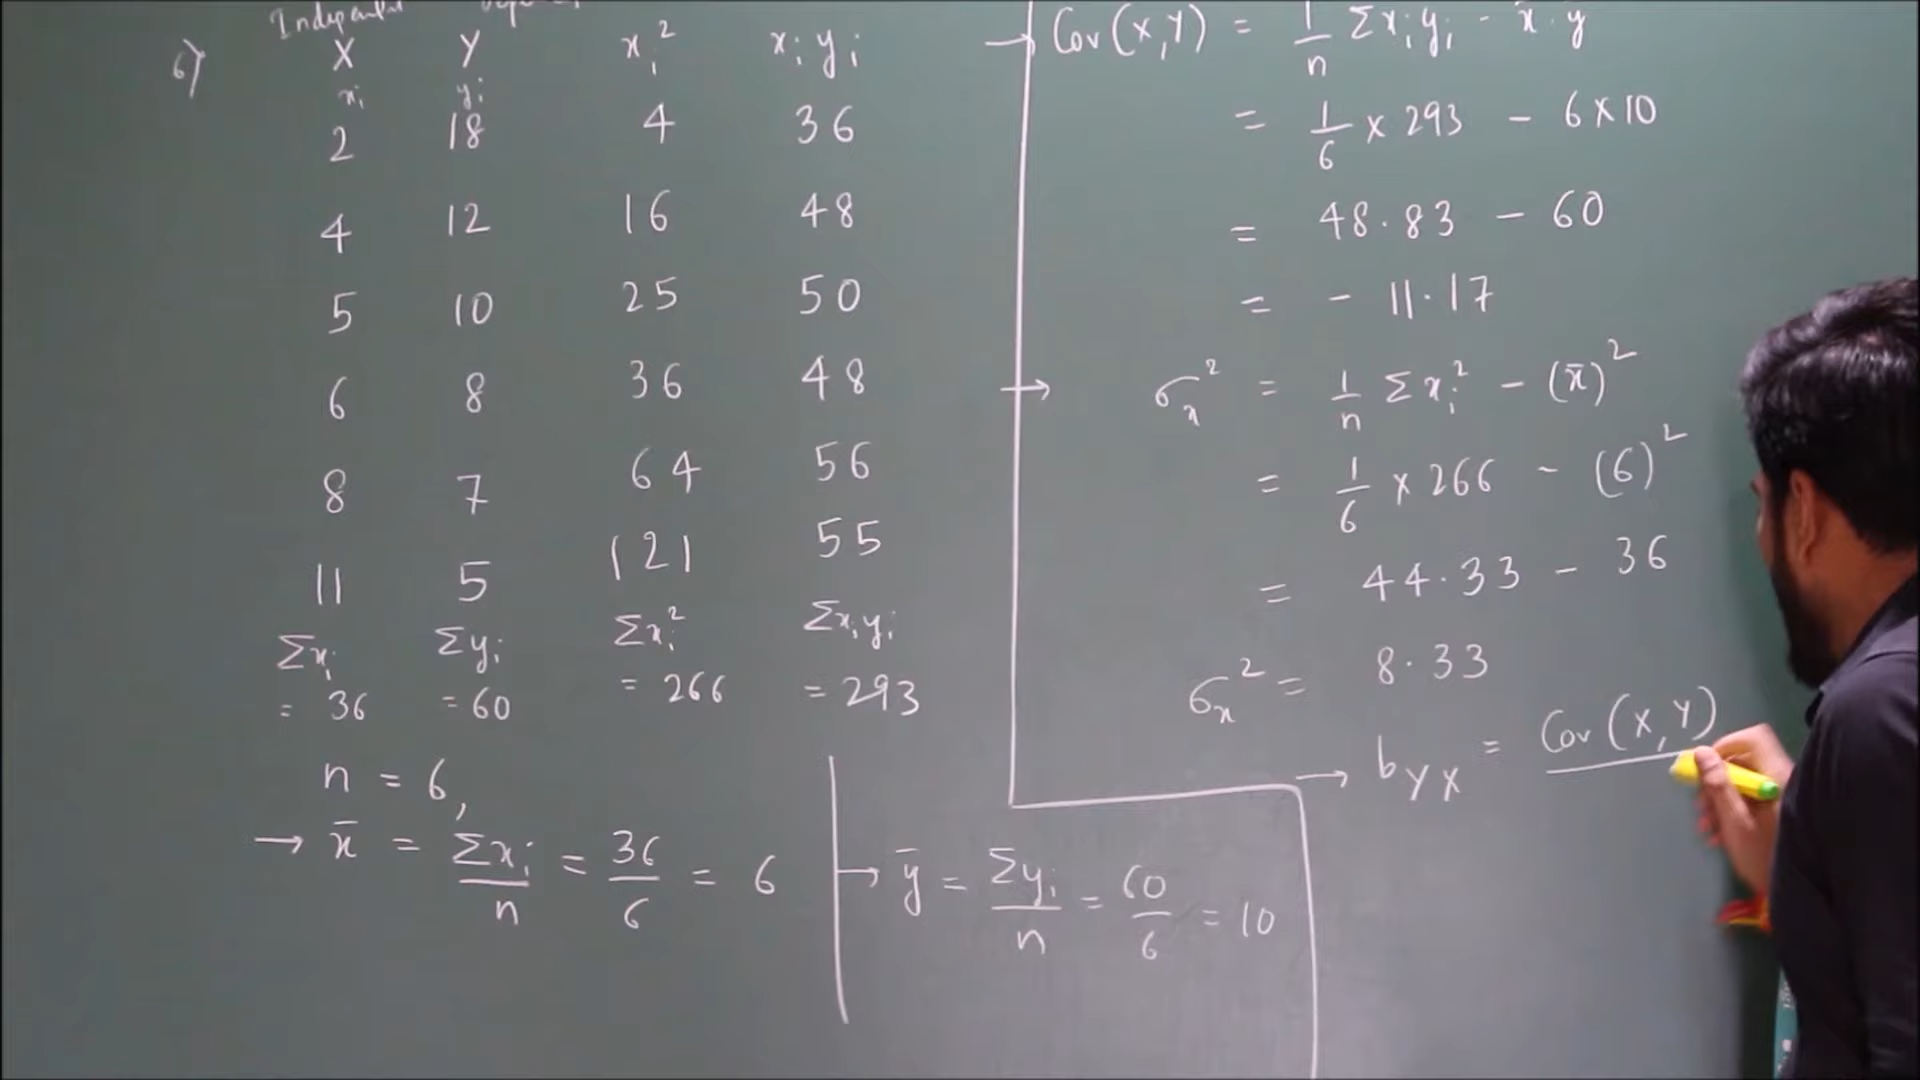 6) Independent
X Y xᵢ² xᵢyᵢ
xᵢ yᵢ
2 18 4 36
4 12 16 48
5 10 25 50
6 8 36 48
8 7 64 56
11 5 121 55
Σxᵢ Σyᵢ Σxᵢ² Σxᵢyᵢ
= 36 = 60 = 266 = 293
n = 6,
→ x̄ = Σxᵢ/n = 36/6 = 6
→ ȳ = Σyᵢ/n = 60/6 = 10
→ Cov(X,Y) = 1/n Σxᵢyᵢ - x̄·y
= 1/6 × 293 - 6×10
= 48.83 - 60
= - 11.17
→ σx² = 1/n Σxᵢ² - (x̄)²
= 1/6 × 266 - (6)²
= 44.33 - 36
σx² = 8.33
→ bYX = Cov(X,Y)